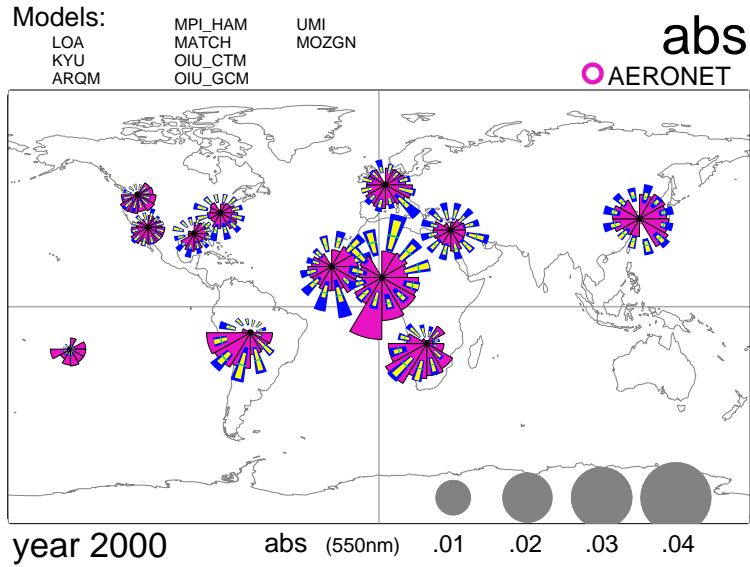 Models:
LOA
KYU
ARQM
MPI_HAM
MATCH
OIU_CTM
OIU_GCM
UMI
MOZGN
abs
AERONET
year 2000
abs (550nm) .01 .02 .03 .04